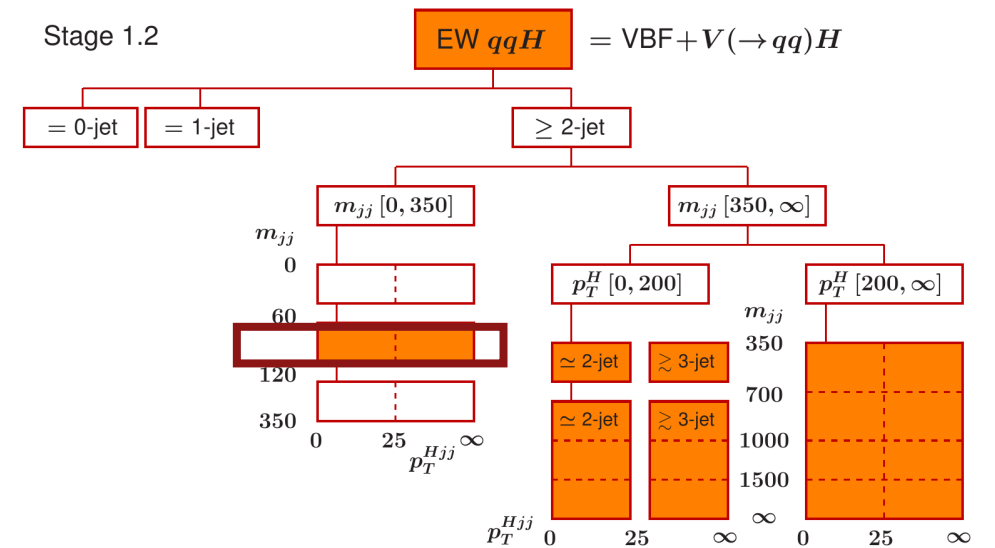 Stage 1.2
EW qqH = VBF+V(→qq)H
= 0-jet
= 1-jet
≥ 2-jet
m_jj [0, 350]
m_jj [350, ∞]
m_jj
0
60
120
350
0 25 ∞
p_T^Hjj
p_T^H [0, 200]
p_T^H [200, ∞]
≃ 2-jet
≳ 3-jet
≃ 2-jet
≳ 3-jet
m_jj
350
700
1000
1500
∞
p_T^Hjj
0 25 ∞
0 25 ∞